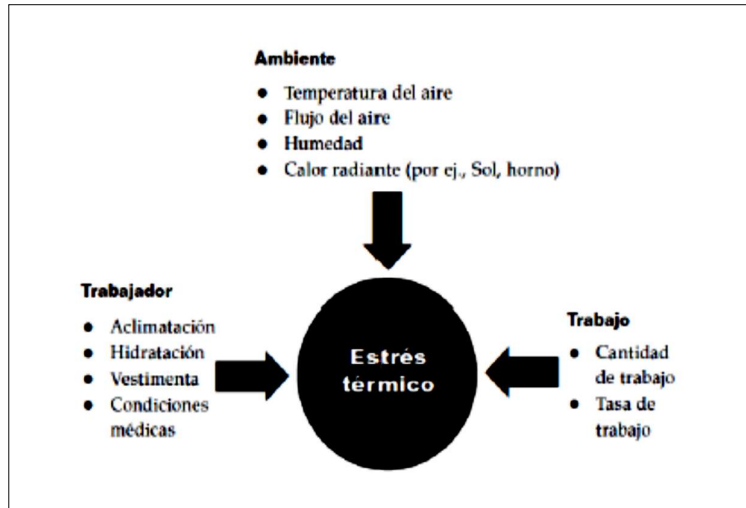 Ambiente
● Temperatura del aire
● Flujo del aire
● Humedad
● Calor radiante (por ej., Sol, horno)
Trabajador
● Aclimatación
● Hidratación
● Vestimenta
● Condiciones
médicas
Estrés
térmico
Trabajo
● Cantidad
de trabajo
● Tasa de
trabajo